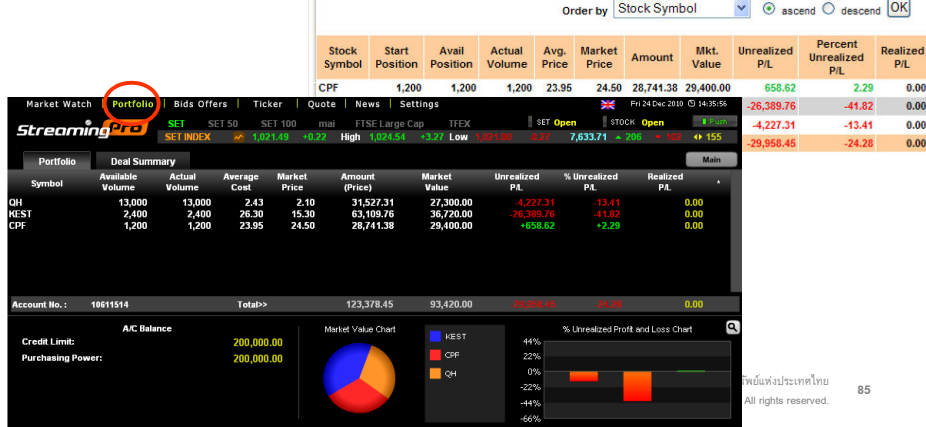 Order by Stock Symbol ascend descend OK
Stock Symbol Start Position Avail Position Actual Volume Avg. Price Market Price Amount Mkt. Value Unrealized P/L Percent Unrealized P/L Realized P/L
CPF 1,200 1,200 1,200 23.95 24.50 28,741.38 29,400.00 658.62 2.29 0.00
-26,389.76 -41.82 0.00
-4,227.31 -13.41 0.00
-29,958.45 -24.28 0.00
Market Watch | Portfolio | Bids Offers | Ticker | Quote | News | Settings Fri 24 Dec 2010 14:35:56
StreamingPro SET SET 50 SET 100 mai FTSE Large Cap TFEX SET Open STOCK Open Push
SET INDEX 1,021.49 +0.22 High 1,024.54 +3.27 Low 7,633.71 206 155
Portfolio Deal Summary Main
Symbol Available Volume Actual Volume Average Cost Market Price Amount (Price) Market Value Unrealized P/L % Unrealized P/L Realized P/L
QH 13,000 13,000 2.43 2.10 31,527.31 27,300.00 -4,227.31 -13.41 0.00
KEST 2,400 2,400 26.30 15.30 63,109.76 36,720.00 -26,389.76 -41.82 0.00
CPF 1,200 1,200 23.95 24.50 28,741.38 29,400.00 +658.62 +2.29 0.00
Account No. : 10611514 Total>> 123,378.45 93,420.00 0.00
A/C Balance
Credit Limit: 200,000.00
Purchasing Power: 200,000.00
Market Value Chart
KEST
CPF
QH
% Unrealized Profit and Loss Chart
44%
22%
0%
-22%
-44%
-66%
แห่งประเทศไทย
All rights reserved.
85